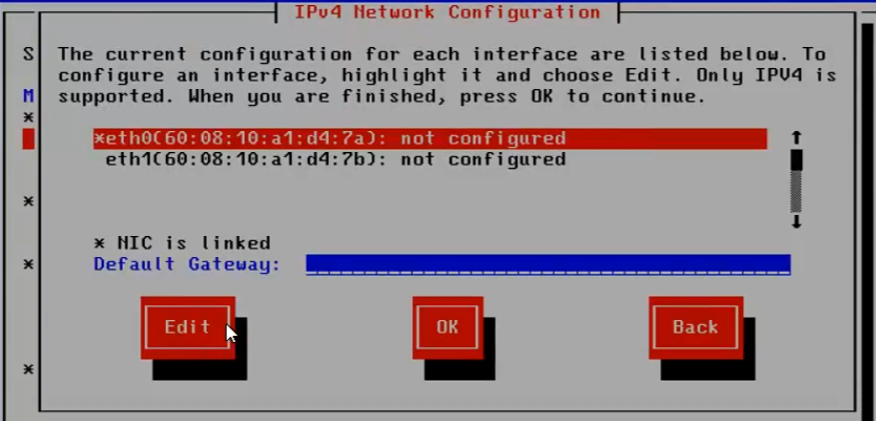 IPv4 Network Configuration
S
The current configuration for each interface are listed below. To
configure an interface, highlight it and choose Edit. Only IPV4 is
M
supported. When you are finished, press OK to continue.
*
*eth0(60:08:10:a1:d4:7a): not configured
eth1(60:08:10:a1:d4:7b): not configured
*
* NIC is linked
*
Default Gateway:
Edit
OK
Back
*